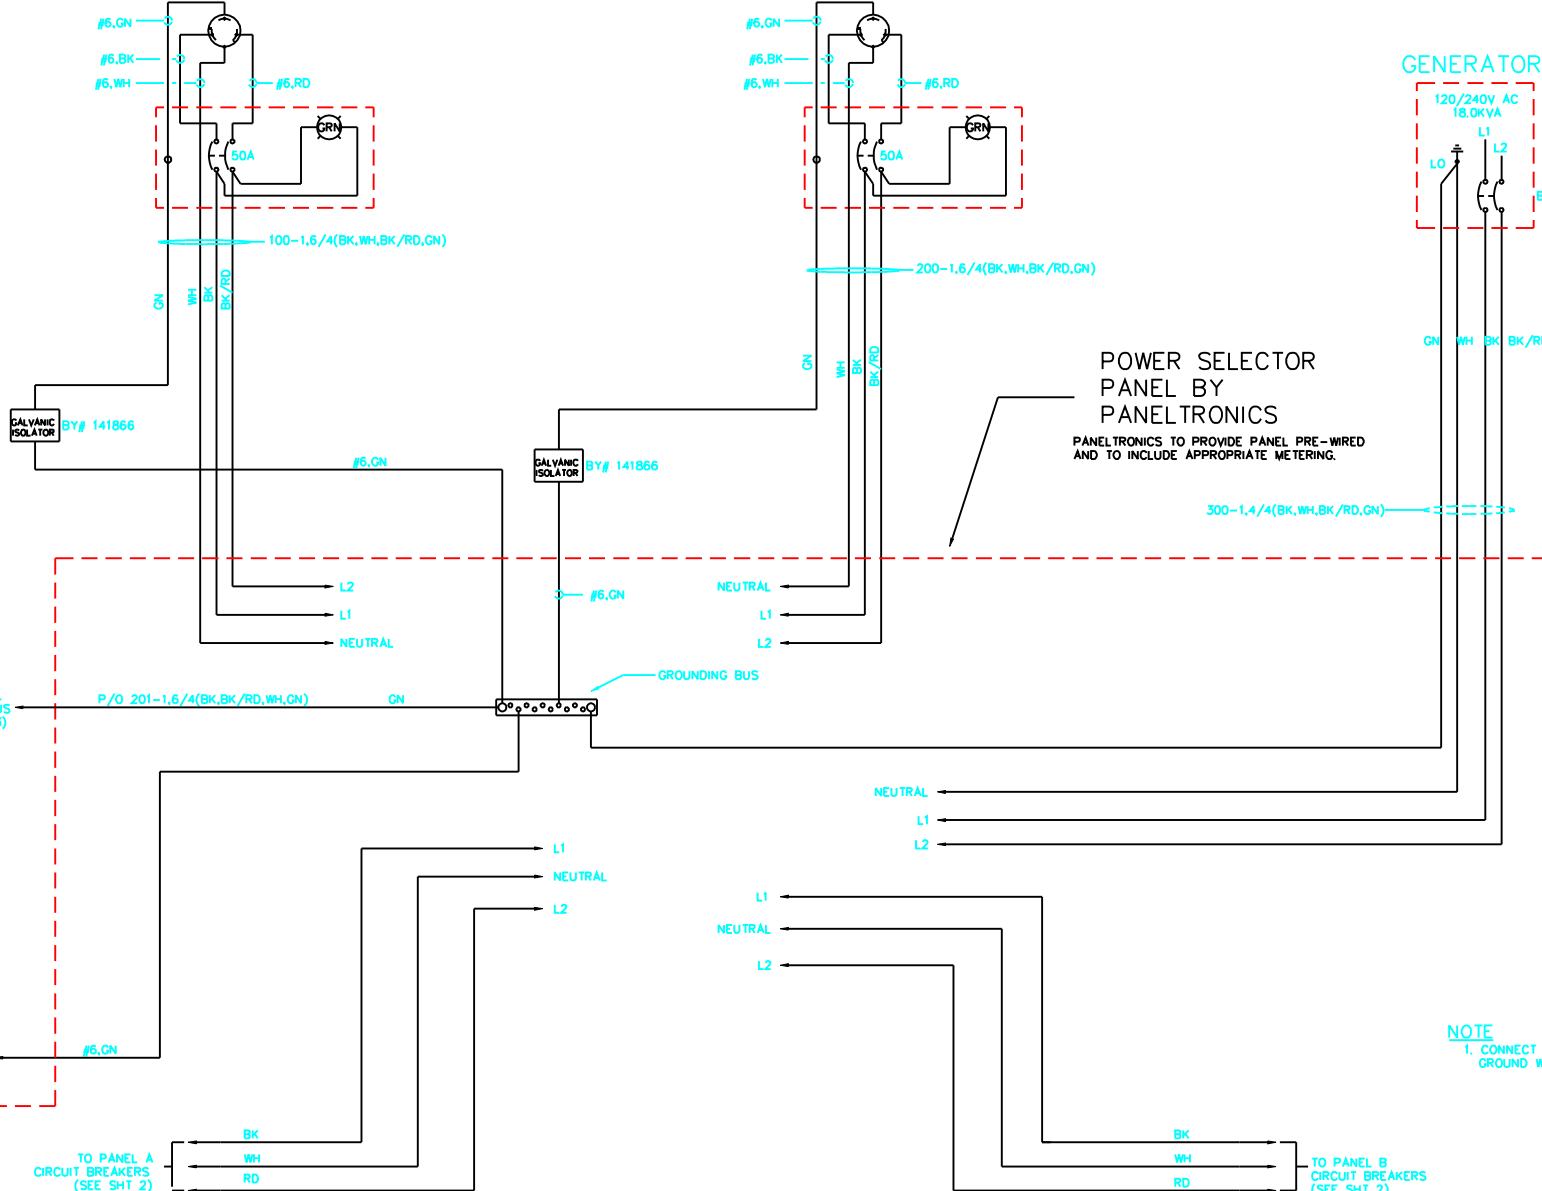 #6,GN
#6,BK
#6,WH
#6,RD
GRN
50A
100-1,6/4(BK,WH,BK/RD,GN)
GN
WH
BK
BK/RD
GALVANIC
ISOLATOR
BY# 141866
#6,GN
#6,GN
#6,BK
#6,WH
#6,RD
GRN
50A
200-1,6/4(BK,WH,BK/RD,GN)
GN
WH
BK
BK/RD
GALVANIC
ISOLATOR
BY# 141866
#6,GN
GENERATOR
120/240V AC
18.0KVA
L1
L2
LO
GN
WH
BK
POWER SELECTOR
PANEL BY
PANELTRONICS
PANELTRONICS TO PROVIDE PANEL PRE-WIRED
AND TO INCLUDE APPROPRIATE METERING.
300-1,4/4(BK,WH,BK/RD,GN)
L2
L1
NEUTRAL
NEUTRAL
L1
L2
GROUNDING BUS
P/O 201-1,6/4(BK,BK/RD,WH,GN)
GN
NEUTRAL
L1
L2
L1
NEUTRAL
L2
L1
NEUTRAL
L2
#6,GN
NOTE
1. CONNECT
GROUND
BK
WH
RD
TO PANEL A
CIRCUIT BREAKERS
(SEE SHT 2)
BK
WH
RD
TO PANEL B
CIRCUIT BREAKERS
(SEE SHT 2)